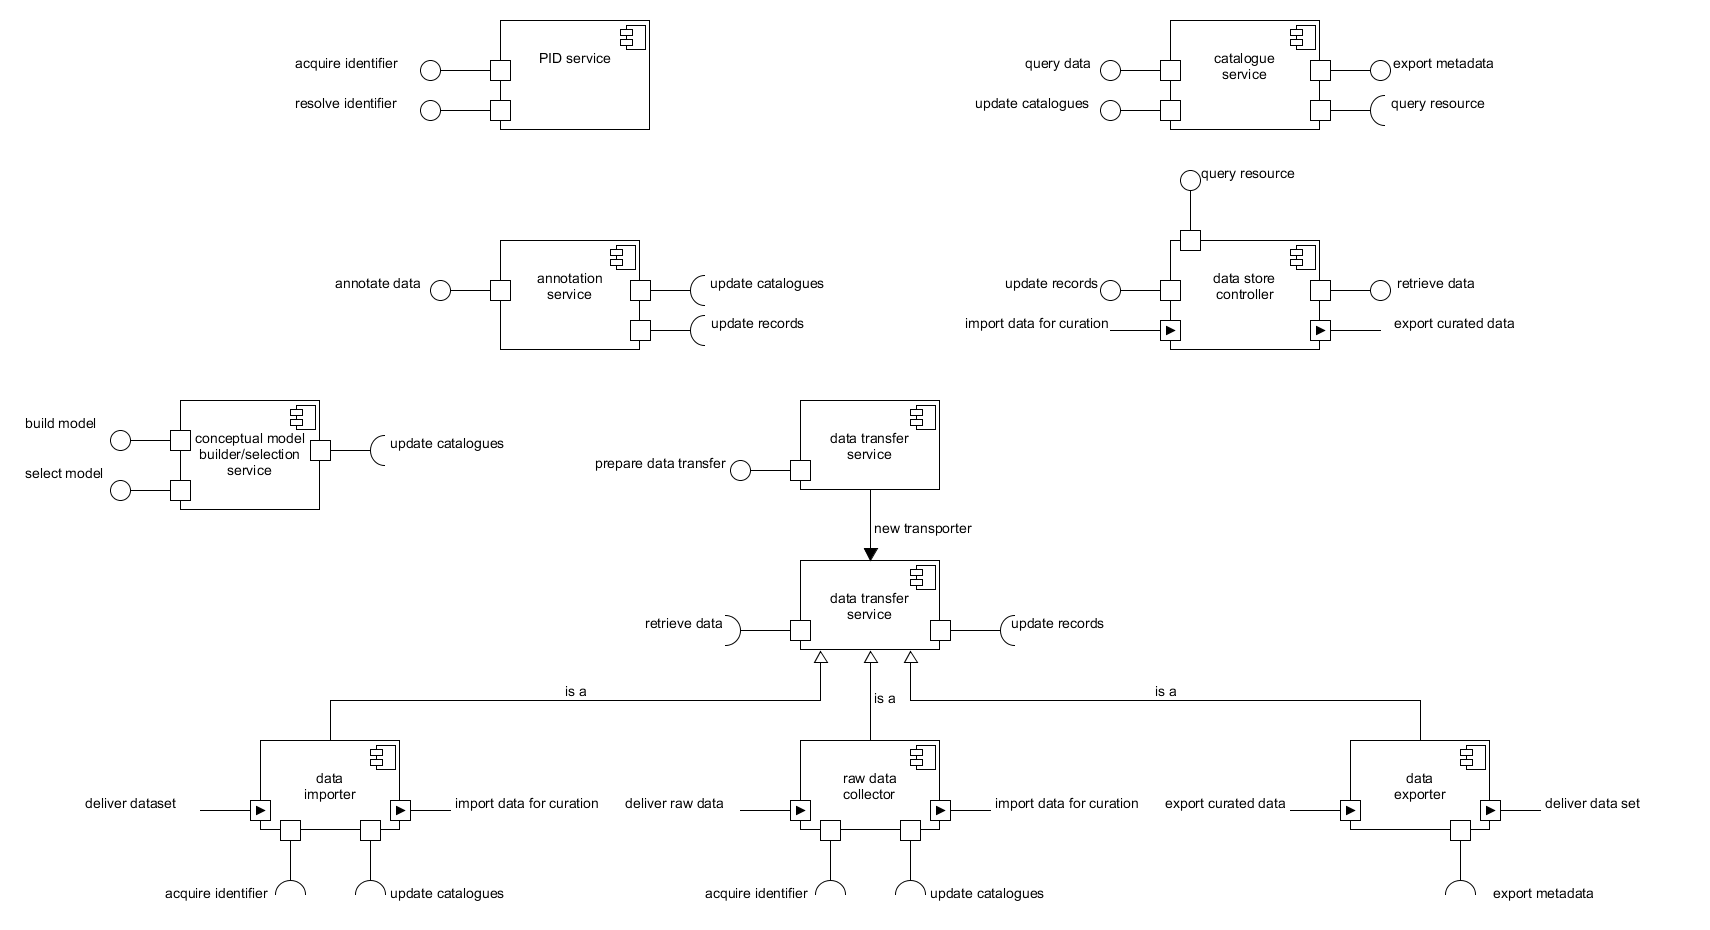 PID service
acquire identifier
resolve identifier
catalogue
service
query data
update catalogues
export metadata
query resource
query resource
annotation
service
annotate data
update catalogues
update records
data store
controller
update records
import data for curation
retrieve data
export curated data
build model
select model
conceptual model
builder/selection
service
update catalogues
data transfer
service
prepare data transfer
new transporter
data transfer
service
retrieve data
update records
is a
is a
is a
data
importer
deliver dataset
import data for curation
acquire identifier
update catalogues
raw data
collector
deliver raw data
import data for curation
acquire identifier
update catalogues
data
exporter
export curated data
deliver data set
export metadata